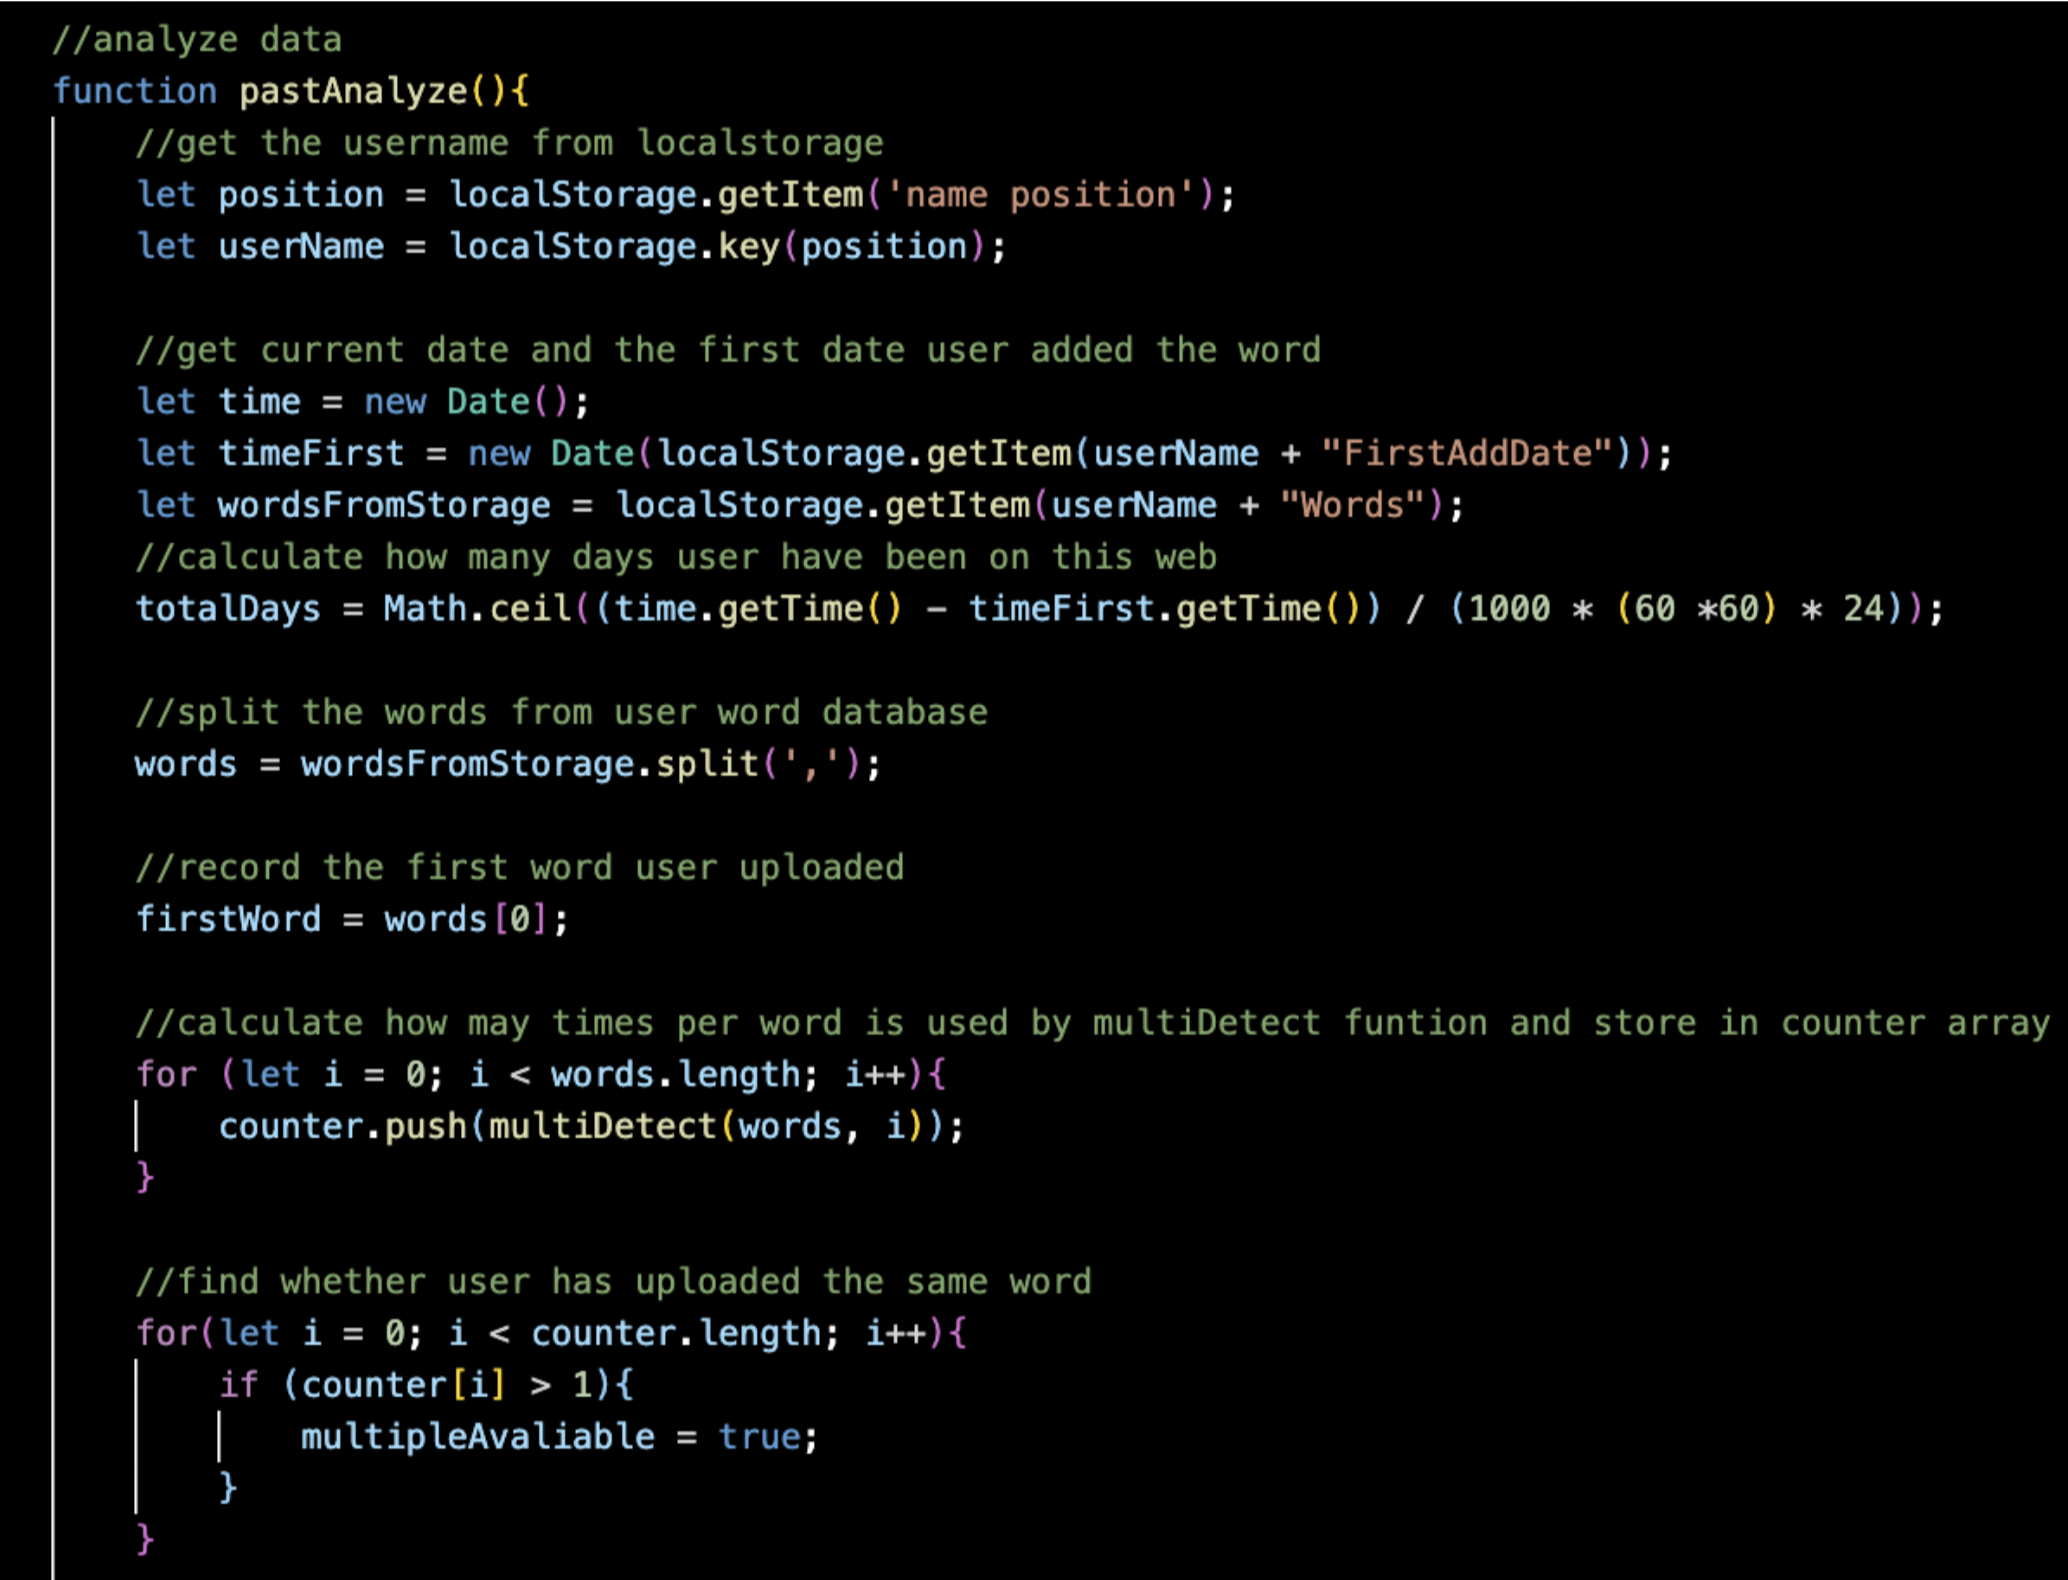 //analyze data
function pastAnalyze(){
//get the username from localstorage
let position = localStorage.getItem('name position');
let userName = localStorage.key(position);
//get current date and the first date user added the word
let time = new Date();
let timeFirst = new Date(localStorage.getItem(userName + "FirstAddDate"));
let wordsFromStorage = localStorage.getItem(userName + "Words");
//calculate how many days user have been on this web
totalDays = Math.ceil((time.getTime() - timeFirst.getTime()) / (1000 * (60 *60) * 24));
//split the words from user word database
words = wordsFromStorage.split(',');
//record the first word user uploaded
firstWord = words[0];
//calculate how may times per word is used by multiDetect funtion and store in counter array
for (let i = 0; i < words.length; i++){
counter.push(multiDetect(words, i));
}
//find whether user has uploaded the same word
for(let i = 0; i < counter.length; i++){
if (counter[i] > 1){
multipleAvaliable = true;
}
}